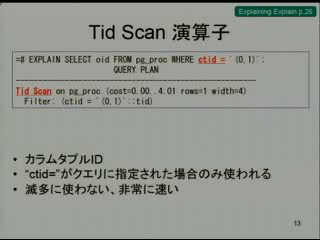 Explaining Explain p.26
Tid Scan 演算子
=# EXPLAIN SELECT oid FROM pg_proc WHERE ctid = '(0,1)';
QUERY PLAN
-----------------------------------------------------
Tid Scan on pg_proc (cost=0.00..4.01 rows=1 width=4)
Filter: (ctid = '(0,1)'::tid)
• カラムタプルID
• “ctid=”がクエリに指定された場合のみ使われる
• 滅多に使わない、非常に速い
13